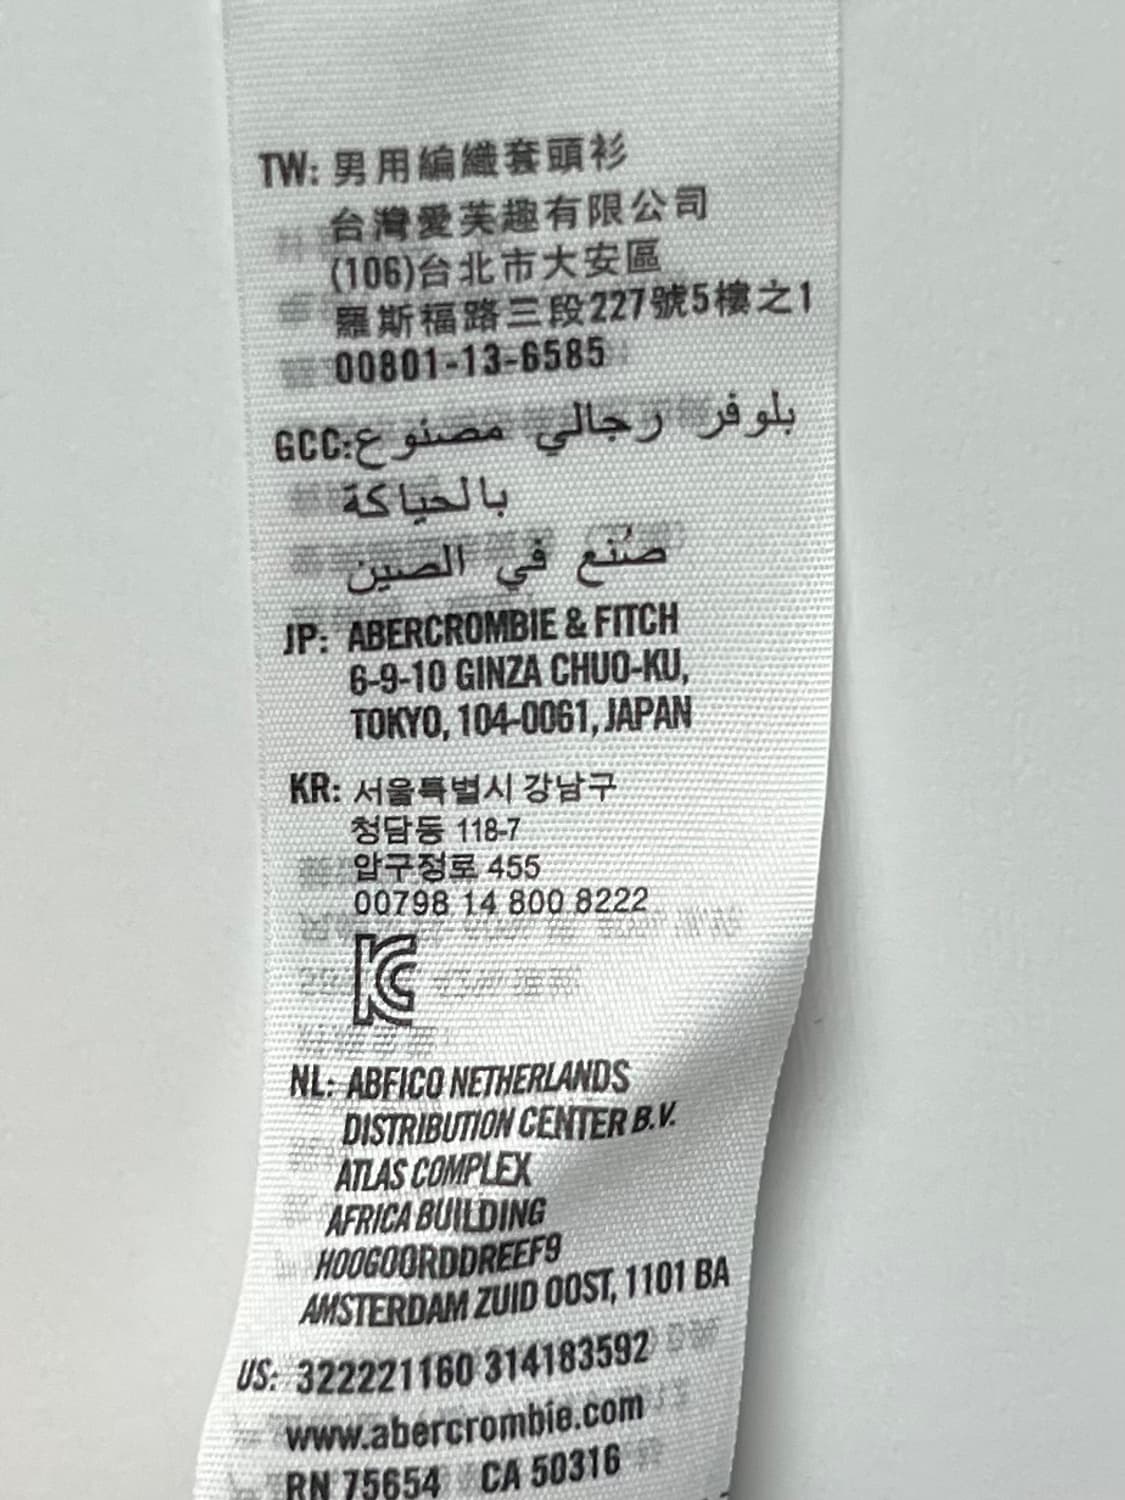 TW: 男用編織套頭衫
台灣愛芙趣有限公司
(106)台北市大安區
羅斯福路三段227號5樓之1
00801-13-6585
GCC: بلوفر رجالي مصنوع
بالحياكة
صُنع في الصين
JP: ABERCROMBIE & FITCH
6-9-10 GINZA CHUO-KU,
TOKYO, 104-0061, JAPAN
KR: 서울특별시 강남구
청담동 118-7
압구정로 455
00798 14 800 8222
KC
NL: ABFICO NETHERLANDS
DISTRIBUTION CENTER B.V.
ATLAS COMPLEX
AFRICA BUILDING
HOOGOORDDREEF9
AMSTERDAM ZUID OOST, 1101 BA
US: 322221160 314183592
www.abercrombie.com
RN 75654 CA 50316